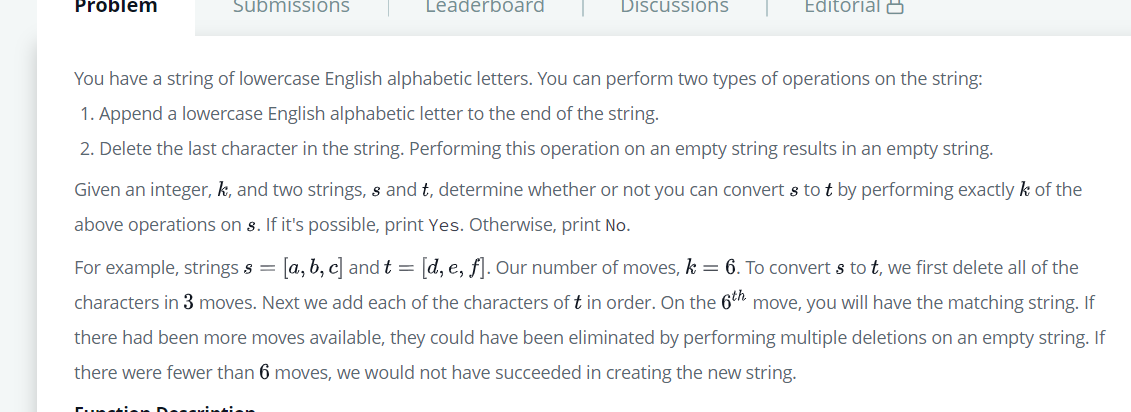 Problem
Submissions
Leaderboard
Discussions
Editorial
You have a string of lowercase English alphabetic letters. You can perform two types of operations on the string:
1. Append a lowercase English alphabetic letter to the end of the string.
2. Delete the last character in the string. Performing this operation on an empty string results in an empty string.
Given an integer, k, and two strings, s and t, determine whether or not you can convert s to t by performing exactly k of the
above operations on s. If it's possible, print Yes. Otherwise, print No.
For example, strings s = [a, b, c] and t = [d, e, f]. Our number of moves, k = 6. To convert s to t, we first delete all of the
characters in 3 moves. Next we add each of the characters of t in order. On the 6th move, you will have the matching string. If
there had been more moves available, they could have been eliminated by performing multiple deletions on an empty string. If
there were fewer than 6 moves, we would not have succeeded in creating the new string.
Function Description